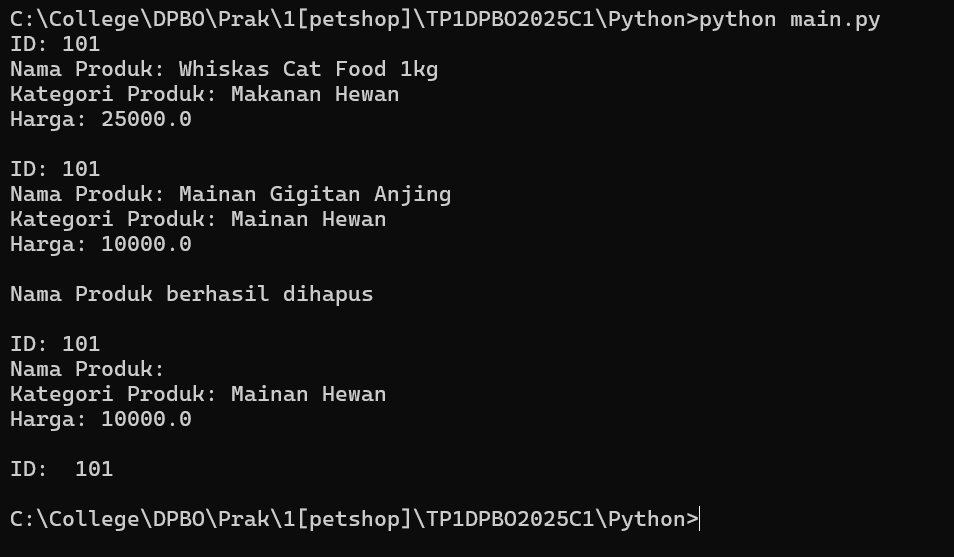 C:\College\DPBO\Prak\1[petshop]\TP1DPBO2025C1\Python>python main.py
ID: 101
Nama Produk: Whiskas Cat Food 1kg
Kategori Produk: Makanan Hewan
Harga: 25000.0
ID: 101
Nama Produk: Mainan Gigitan Anjing
Kategori Produk: Mainan Hewan
Harga: 10000.0
Nama Produk berhasil dihapus
ID: 101
Nama Produk:
Kategori Produk: Mainan Hewan
Harga: 10000.0
ID:  101
C:\College\DPBO\Prak\1[petshop]\TP1DPBO2025C1\Python>